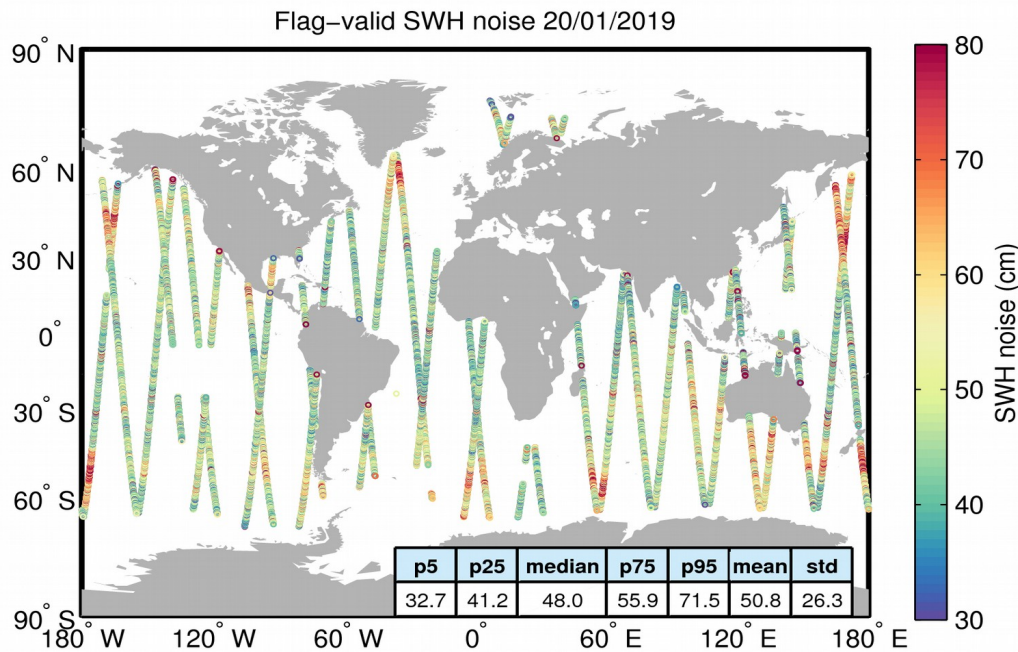 Flag−valid SWH noise 20/01/2019
90° N
60° N
30° N
0°
30° S
60° S
90° S
180° W
120° W
60° W
0°
60° E
120° E
180° E
80
70
60
50
40
30
SWH noise (cm)
p5 p25 median p75 p95 mean std
32.7 41.2 48.0 55.9 71.5 50.8 26.3